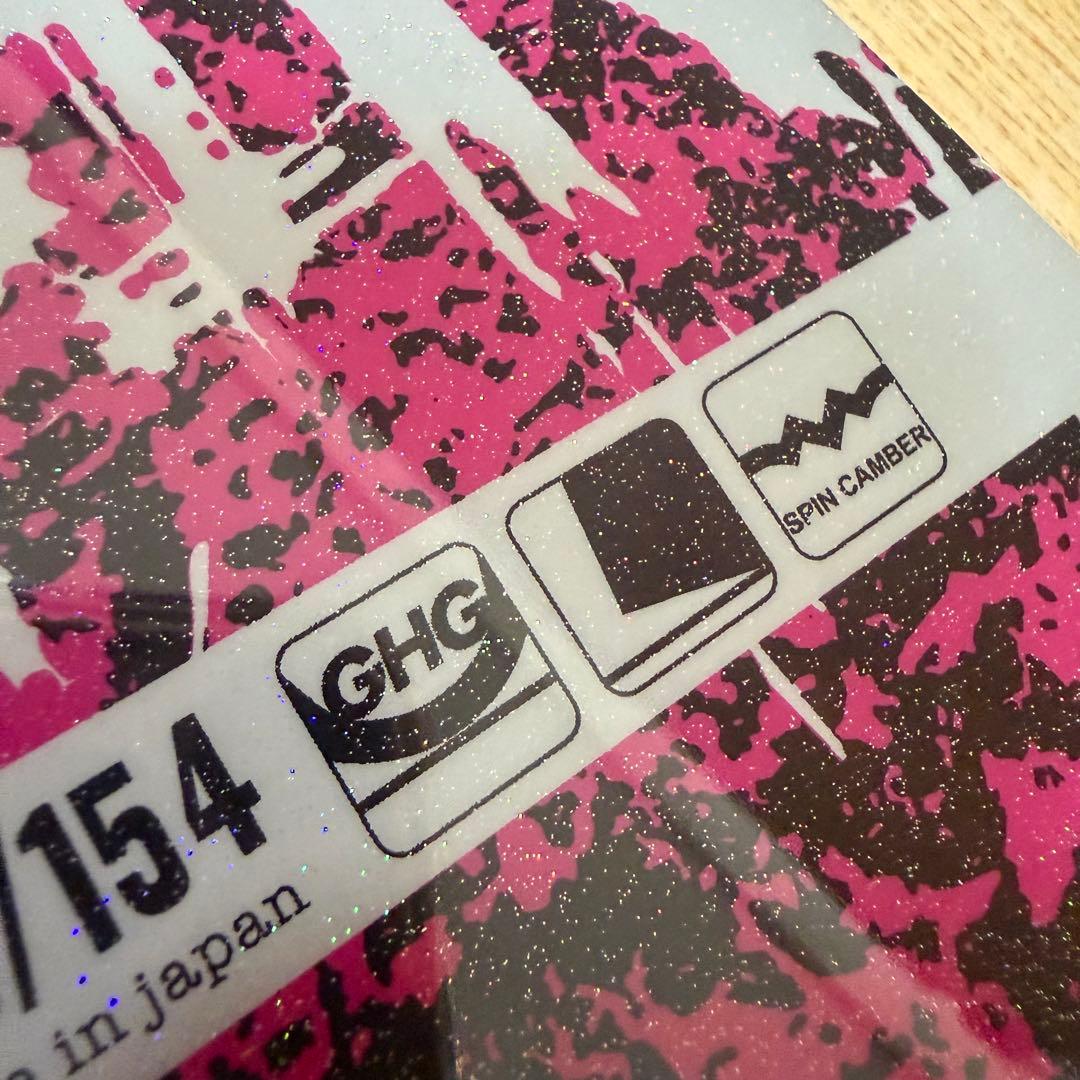 /154
in japan
GHG
SPIN CAMBER